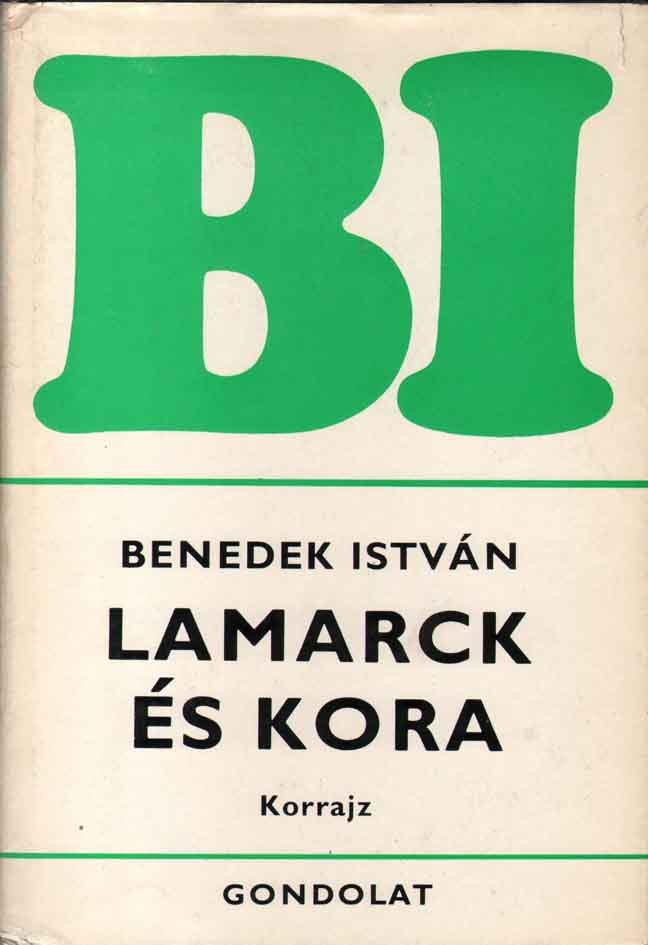 BI
BENEDEK ISTVÁN
LAMARCK
ÉS KORA
Korrajz
GONDOLAT